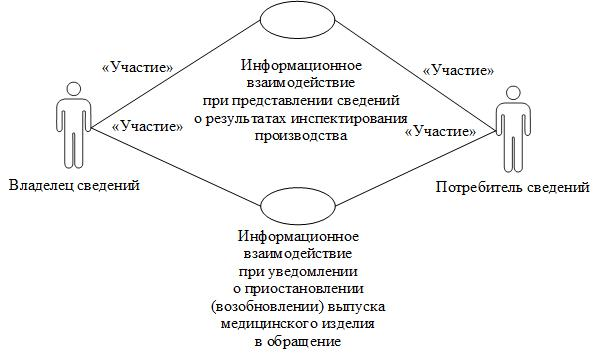 «Участие»
Информационное
взаимодействие
при представлении сведений
о результатах инспектирования
производства
«Участие»
«Участие»
«Участие»
Владелец сведений
Потребитель сведений
Информационное
взаимодействие
при уведомлении
о приостановлении
(возобновлении) выпуска
медицинского изделия
в обращение